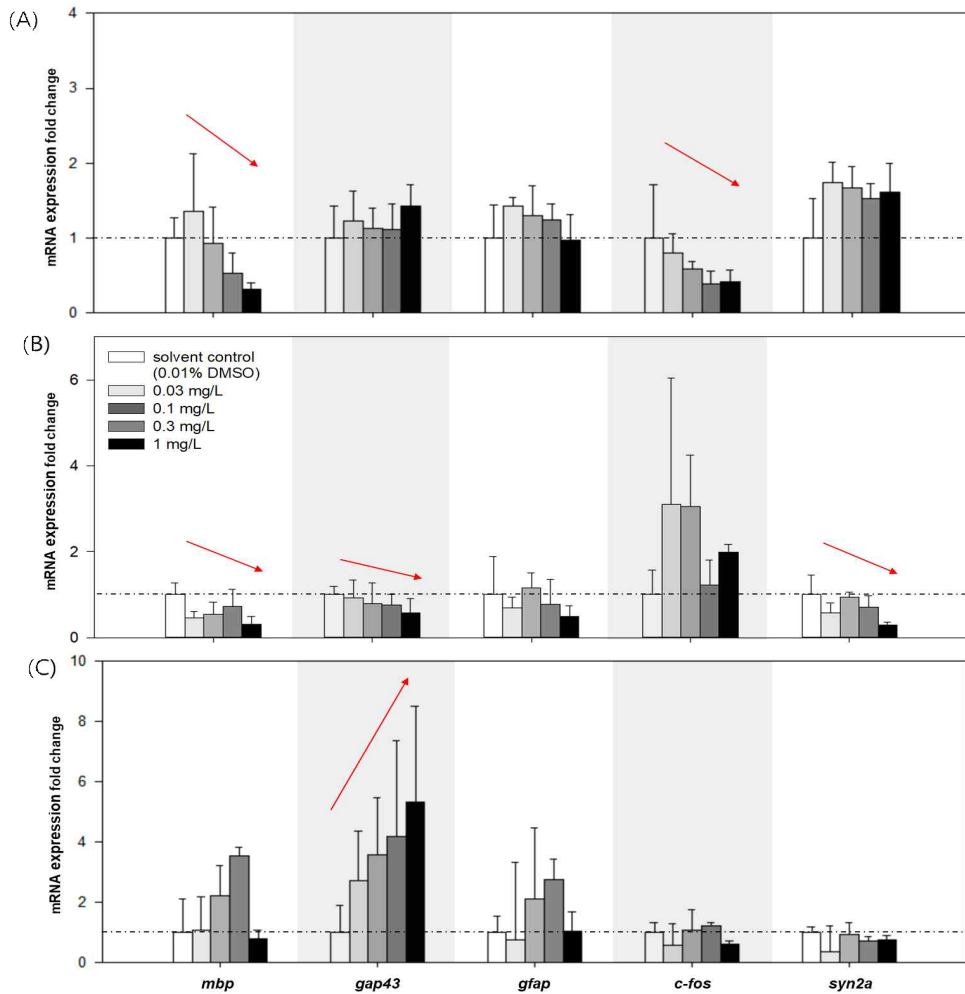 (A)
4
3
2
1
0
mRNA expression fold change
(B)
6
4
2
0
mRNA expression fold change
solvent control
(0.01% DMSO)
0.03 mg/L
0.1 mg/L
0.3 mg/L
1 mg/L
(C)
10
8
6
4
2
0
mRNA expression fold change
mbp gap43 gfap c-fos syn2a